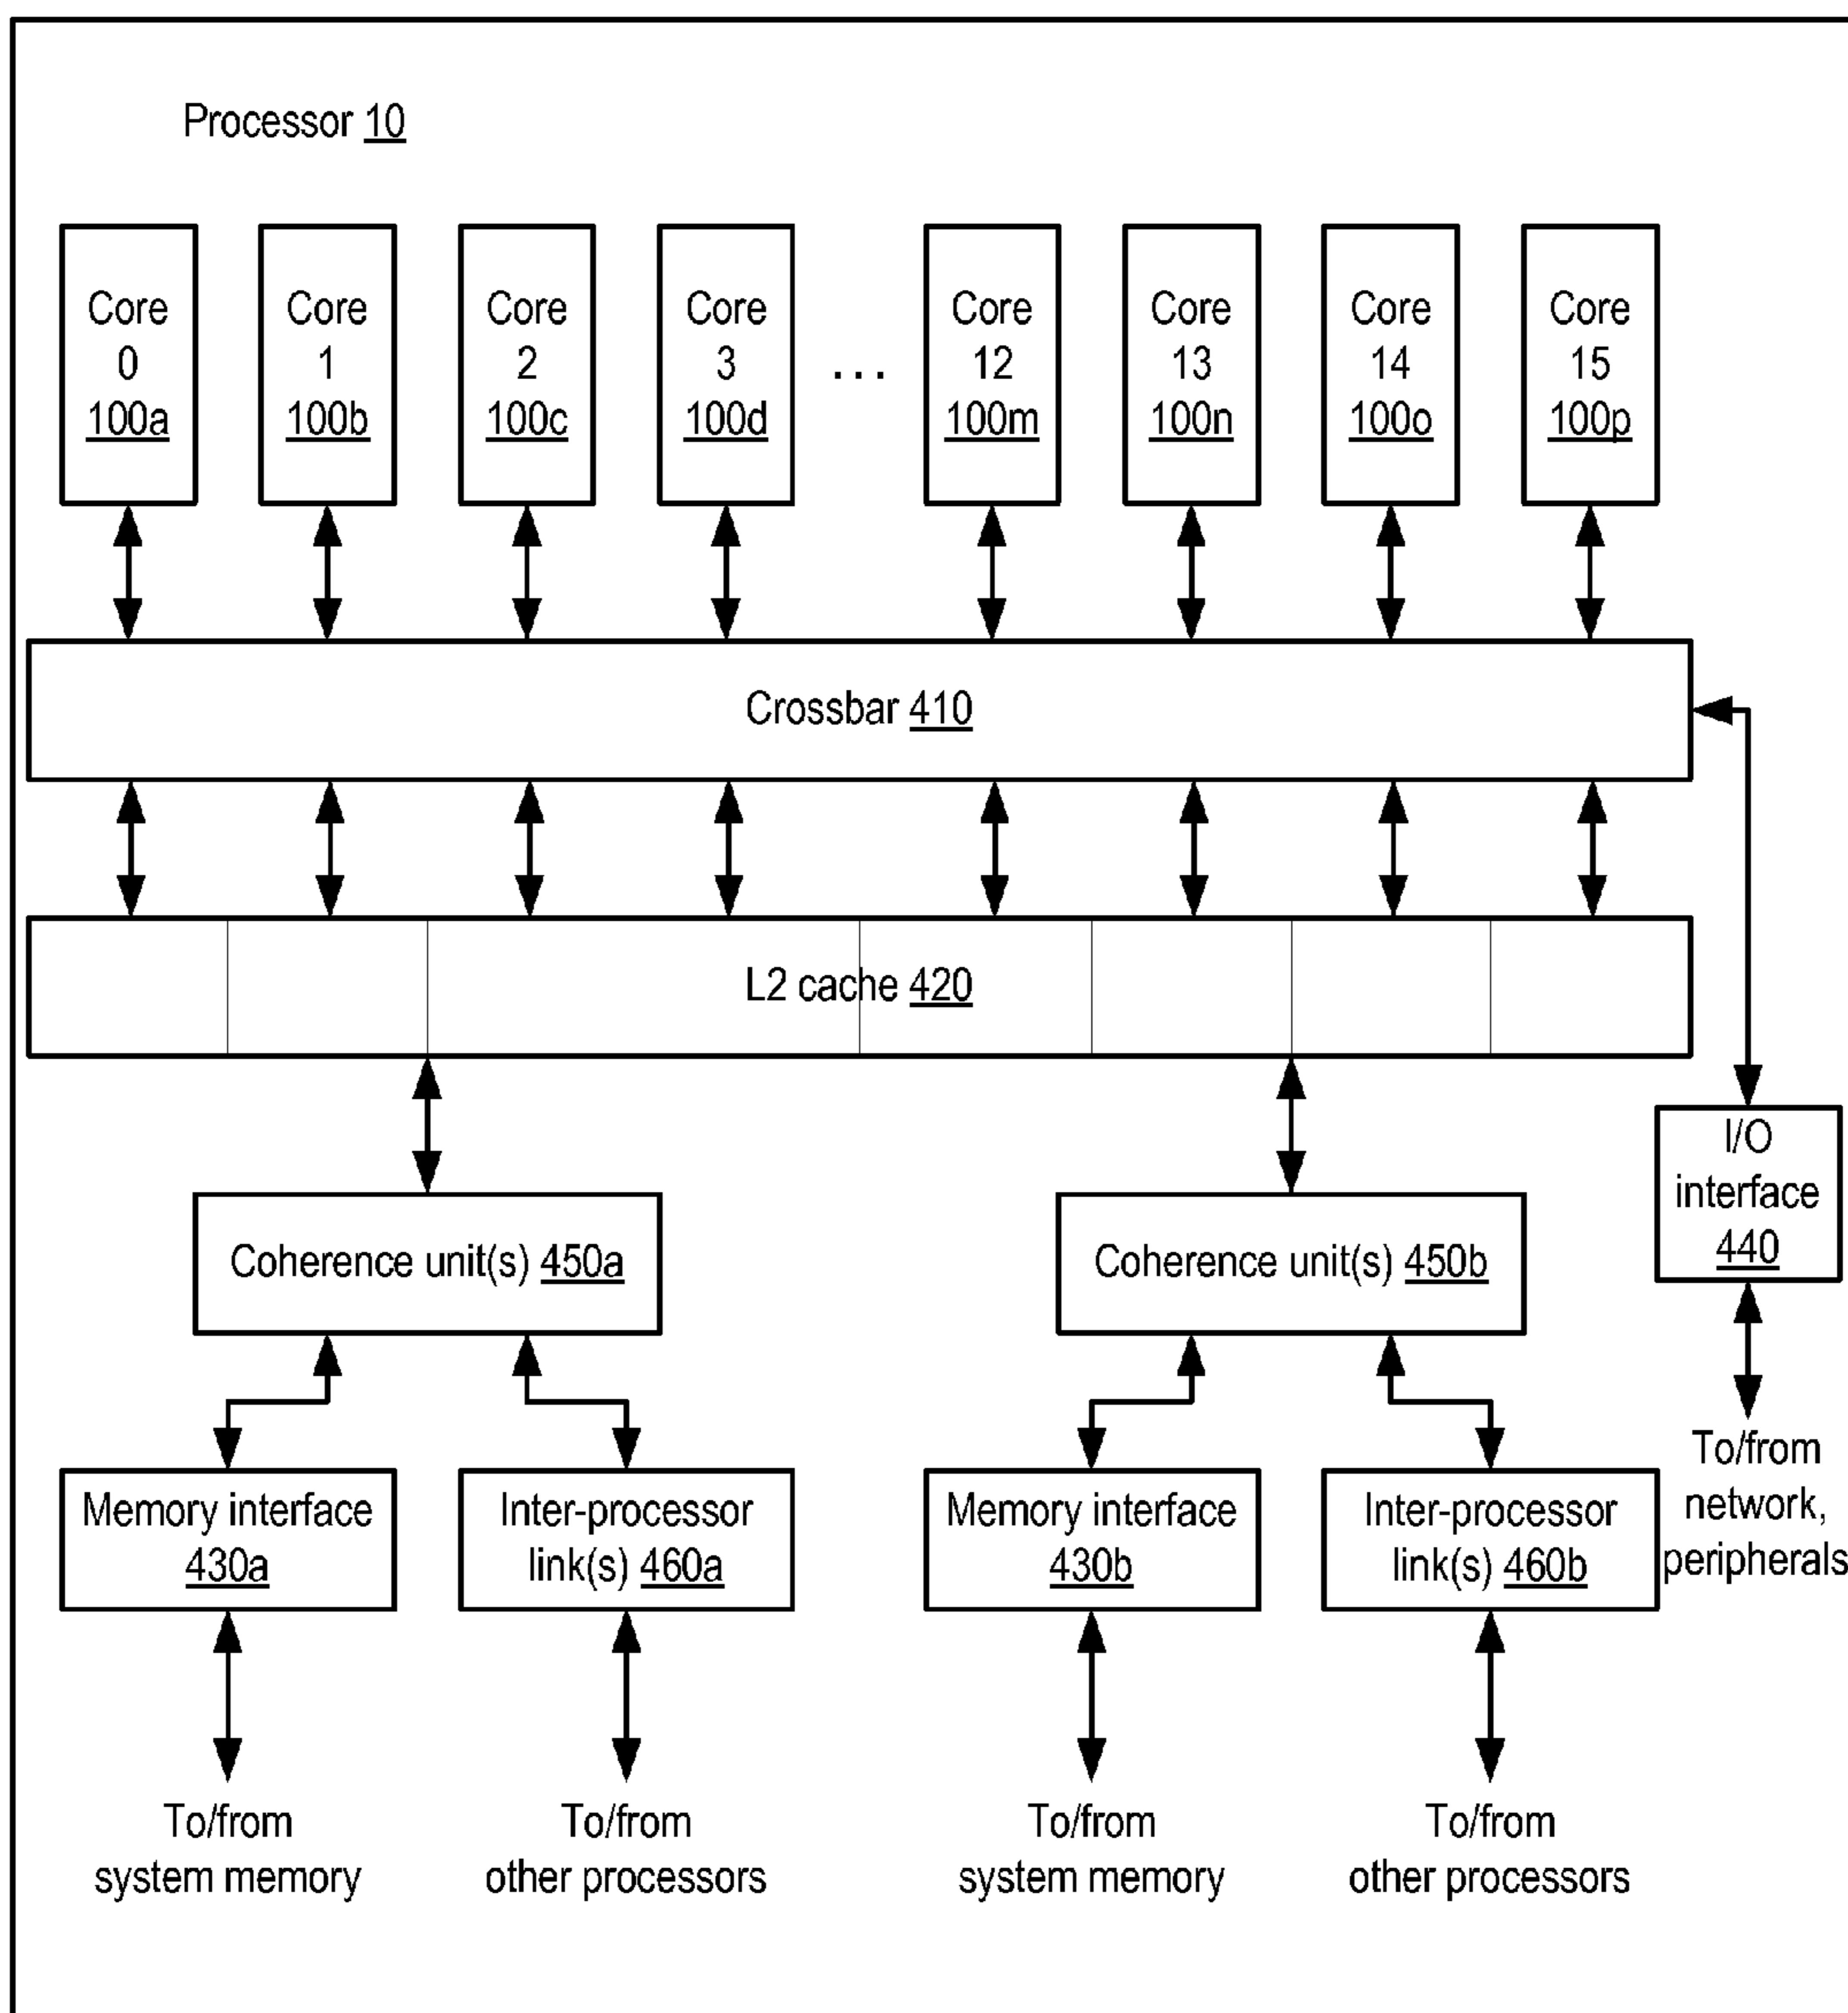 Processor 10
Core 0 100a
Core 1 100b
Core 2 100c
Core 3 100d
...
Core 12 100m
Core 13 100n
Core 14 100o
Core 15 100p
Crossbar 410
L2 cache 420
I/O
interface
440
Coherence unit(s) 450a
Coherence unit(s) 450b
Memory interface
430a
Inter-processor
link(s) 460a
Memory interface
430b
Inter-processor
link(s) 460b
To/from
network,
peripherals
To/from
system memory
To/from
other processors
To/from
system memory
To/from
other processors